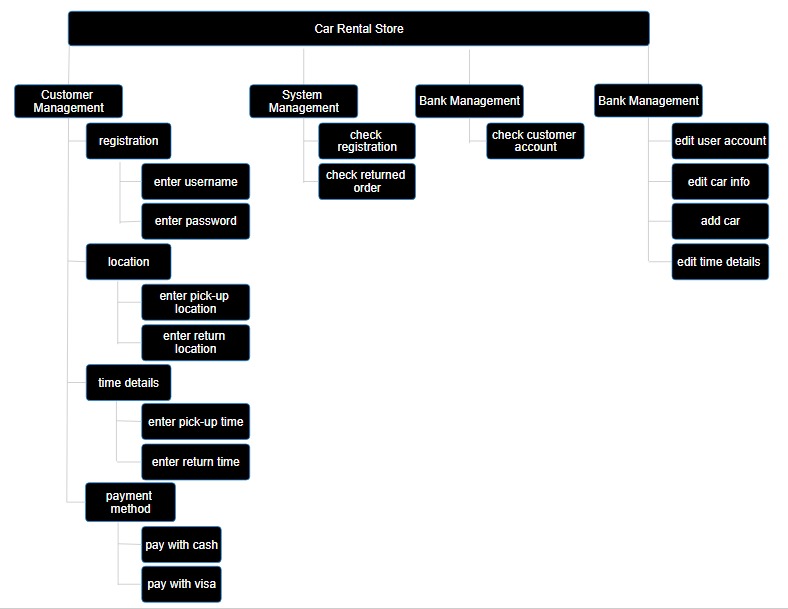 Car Rental Store
Customer
Management
registration
enter username
enter password
location
enter pick-up
location
enter return
location
time details
enter pick-up time
enter return time
payment
method
pay with cash
pay with visa
System
Management
check
registration
check returned
order
Bank Management
check customer
account
Bank Management
edit user account
edit car info
add car
edit time details